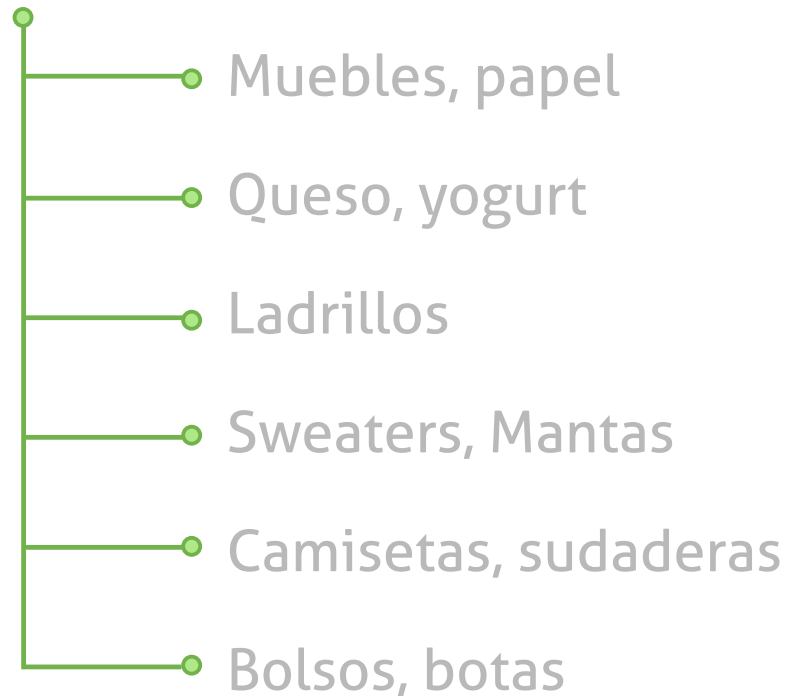 Muebles, papel
Queso, yogurt
Ladrillos
Sweaters, Mantas
Camisetas, sudaderas
Bolsos, botas